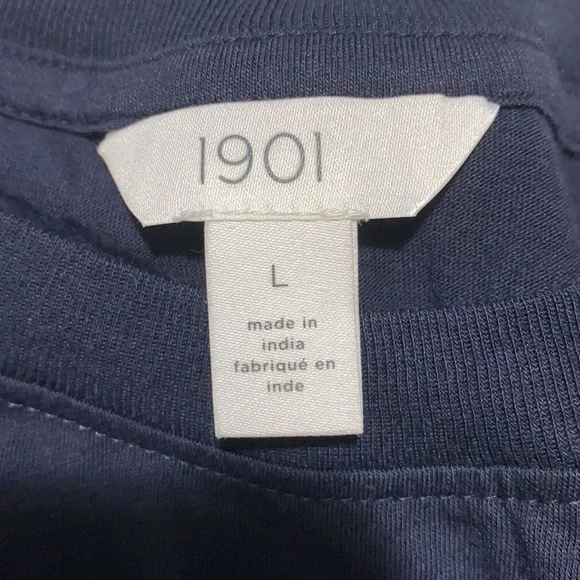 1901
L
made in
india
fabriqué en
inde